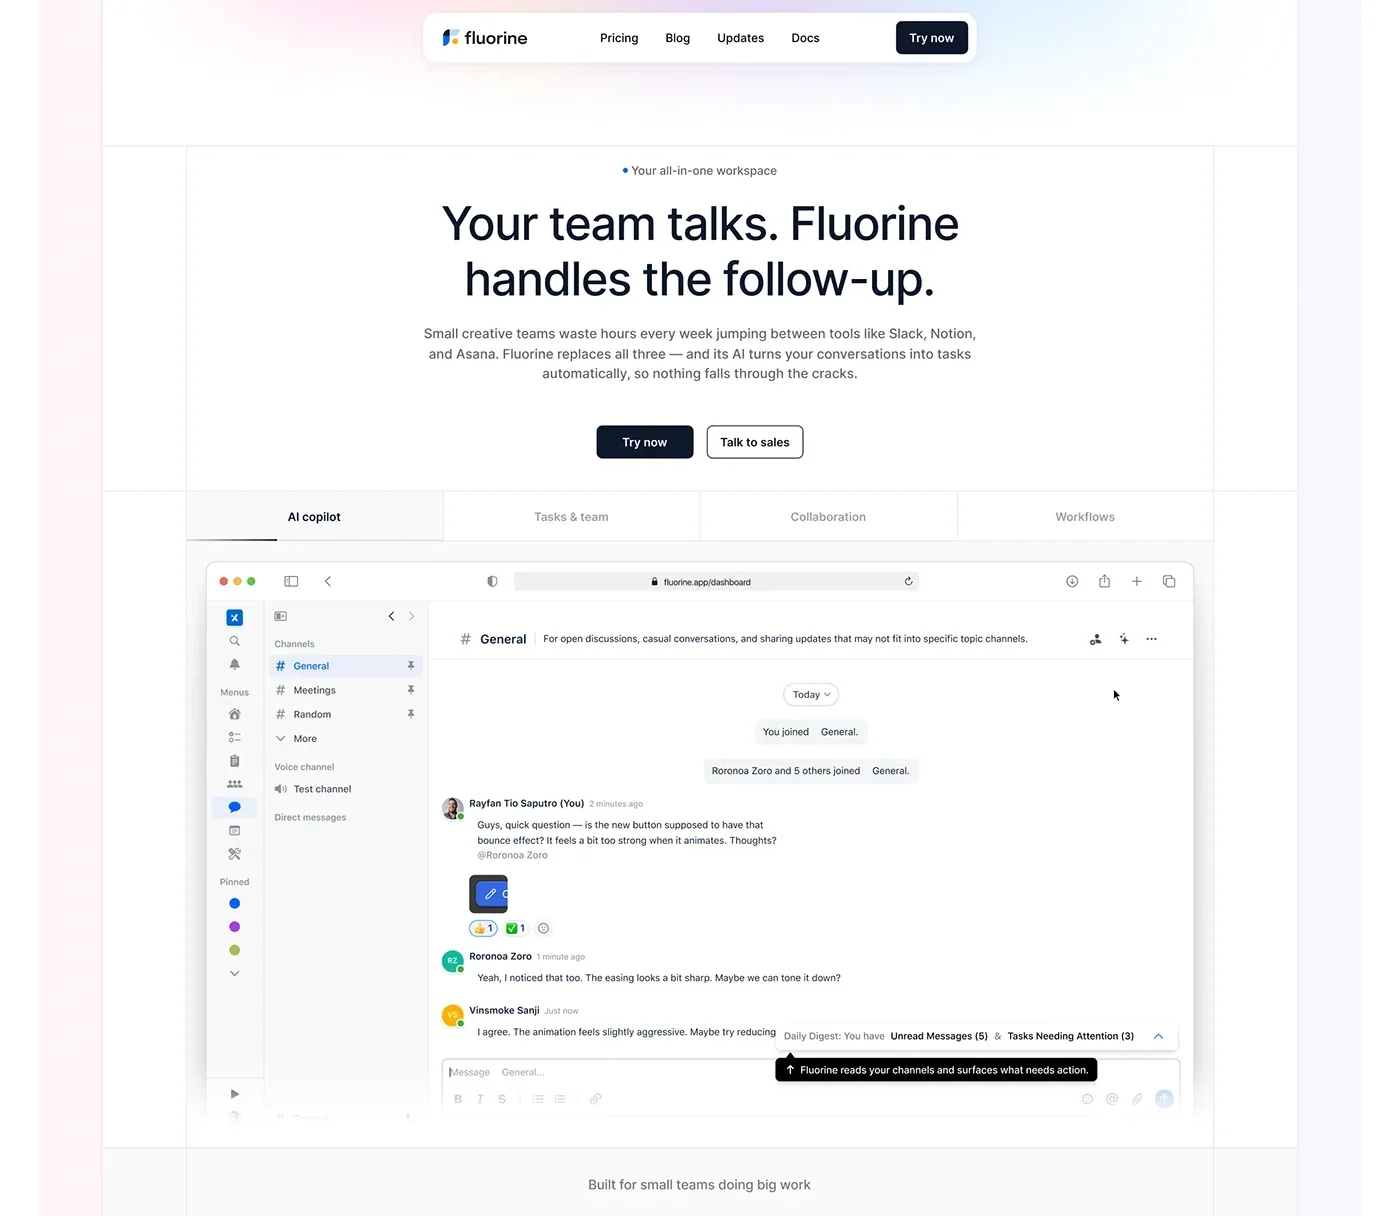 fluorine
Pricing
Blog
Updates
Docs
Try now
Your all-in-one workspace
Your team talks. Fluorine
handles the follow-up.
Small creative teams waste hours every week jumping between tools like Slack, Notion,
and Asana. Fluorine replaces all three — and its AI turns your conversations into tasks
automatically, so nothing falls through the cracks.
Try now
Talk to sales
AI copilot
Tasks & team
Collaboration
Workflows
fluorine.app/dashboard
Menus
Pinned
Channels
# General
# Meetings
# Random
More
Voice channel
Test channel
Direct messages
# General
# General
For open discussions, casual conversations, and sharing updates that may not fit into specific topic channels.
Today
You joined General.
Roronoa Zoro and 5 others joined General.
Rayfan Tio Saputro (You) 2 minutes ago
Guys, quick question — is the new button supposed to have that
bounce effect? It feels a bit too strong when it animates. Thoughts?
@Roronoa Zoro
👍 1
✅ 1
RZ
Roronoa Zoro 1 minute ago
Yeah, I noticed that too. The easing looks a bit sharp. Maybe we can tone it down?
VS
Vinsmoke Sanji Just now
I agree. The animation feels slightly aggressive. Maybe try reducing
Daily Digest: You have Unread Messages (5) & Tasks Needing Attention (3)
Fluorine reads your channels and surfaces what needs action.
Message General...
B I S
Built for small teams doing big work